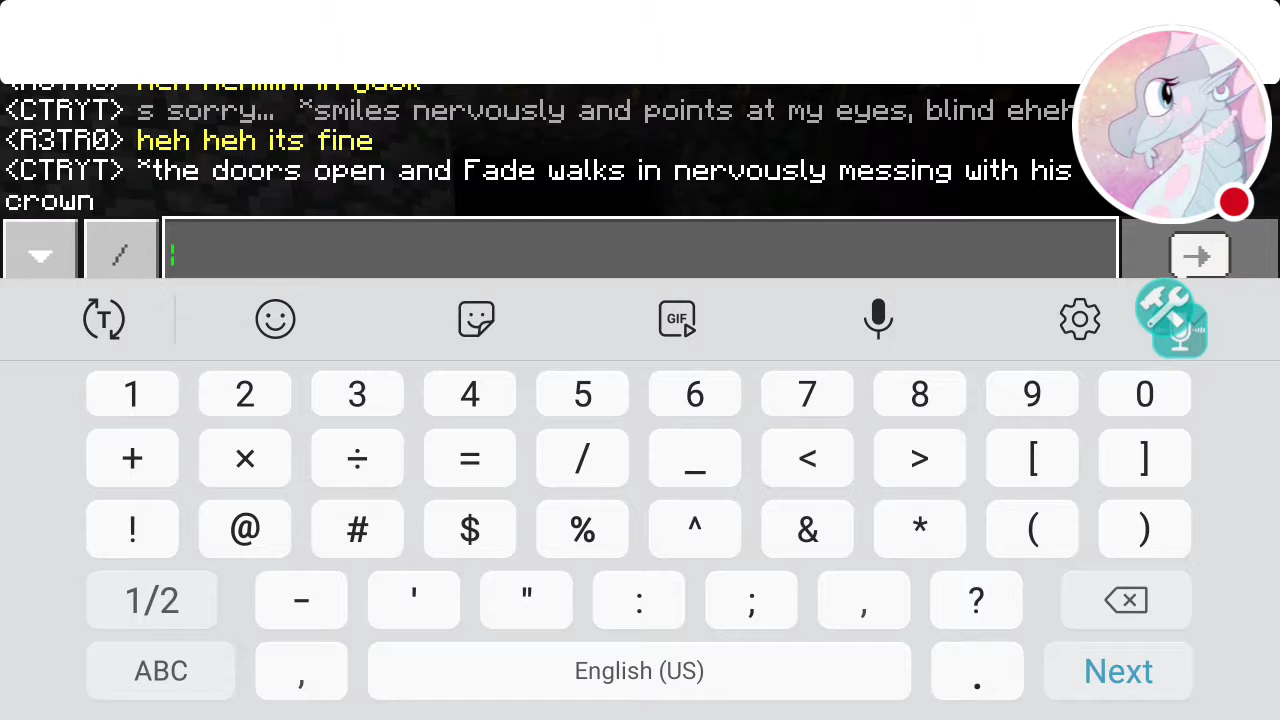 <CTRYT> s sorry... *smiles nervously and points at my eyes, blind eheh
<R3TR0> heh heh its fine
<CTRYT> *the doors open and Fade walks in nervously messing with his
crown
/
T GIF
1 2 3 4 5 6 7 8 9 0
+ × ÷ = / _ < > [ ]
! @ # $ % ^ & * ( )
1/2 - ' " : ; , ?
ABC , English (US) . Next